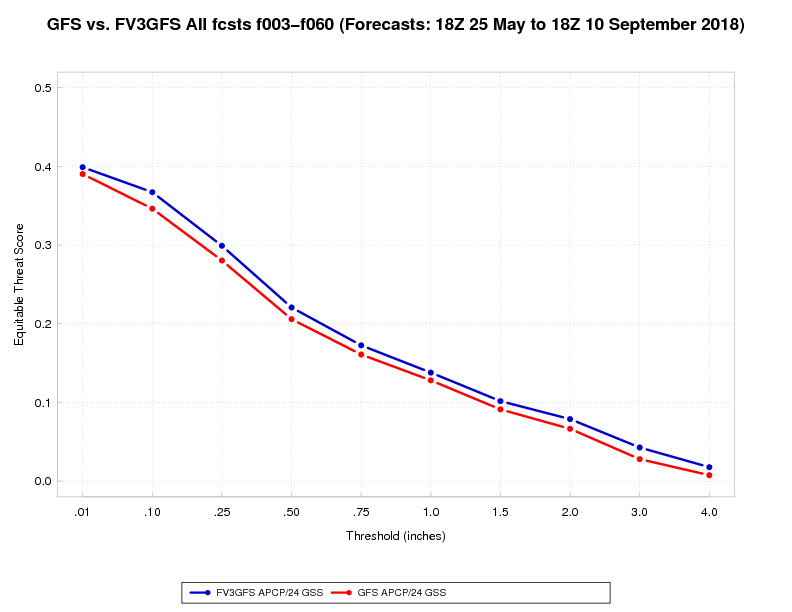 GFS vs. FV3GFS All fcsts f003–f060 (Forecasts: 18Z 25 May to 18Z 10 September 2018)
0.5
0.4
0.3
0.2
0.1
0.0
Equitable Threat Score
.01 .10 .25 .50 .75 1.0 1.5 2.0 3.0 4.0
Threshold (inches)
FV3GFS APCP/24 GSS GFS APCP/24 GSS